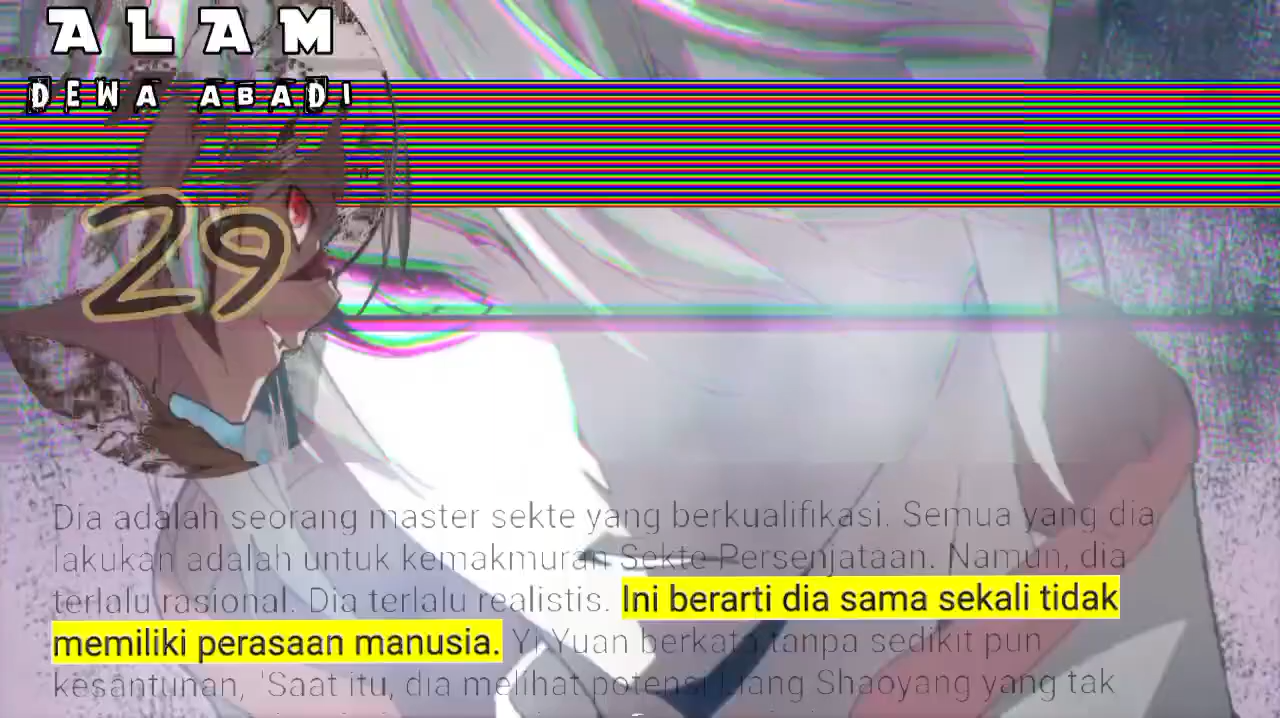 ALAM
DEWA ABADI
29
Dia adalah seorang master sekte yang berkualifikasi. Semua yang dia
lakukan adalah untuk kemakmuran Sekte Persenjataan. Namun, dia
terlalu rasional. Dia terlalu realistis. Ini berarti dia sama sekali tidak
memiliki perasaan manusia. Yi Yuan berkata tanpa sedikit pun
kesantunan, 'Saat itu, dia melihat potensi Liang Shaoyang yang tak